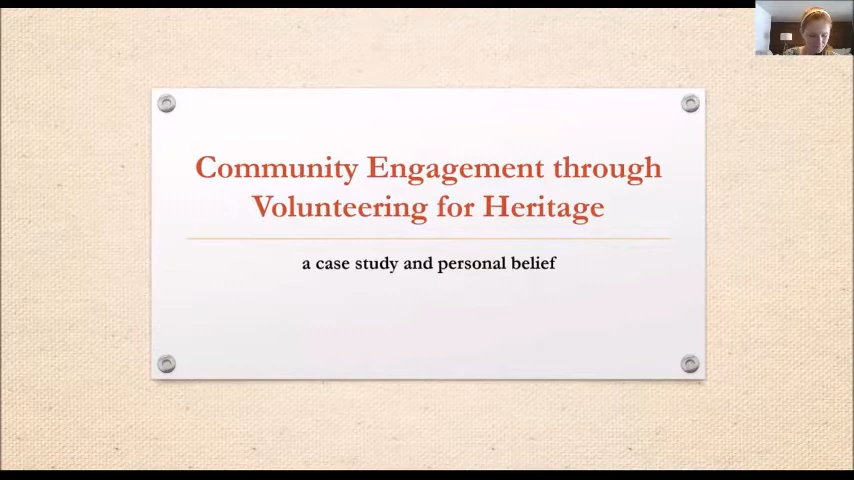 Community Engagement through
Volunteering for Heritage
a case study and personal belief